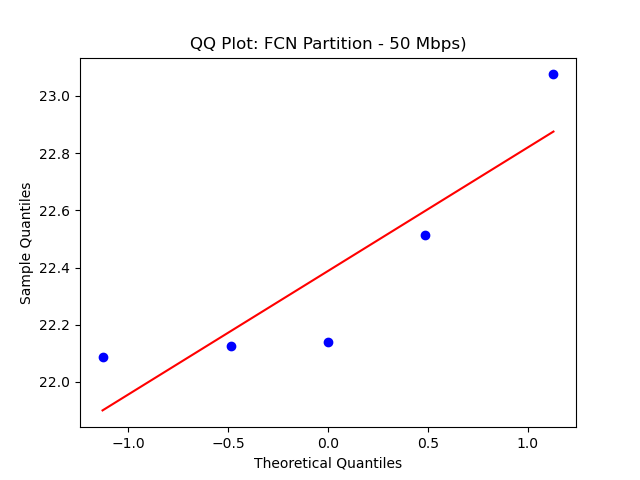 QQ Plot: FCN Partition - 50 Mbps)
Sample Quantiles
23.0
22.8
22.6
22.4
22.2
22.0
−1.0 −0.5 0.0 0.5 1.0
Theoretical Quantiles